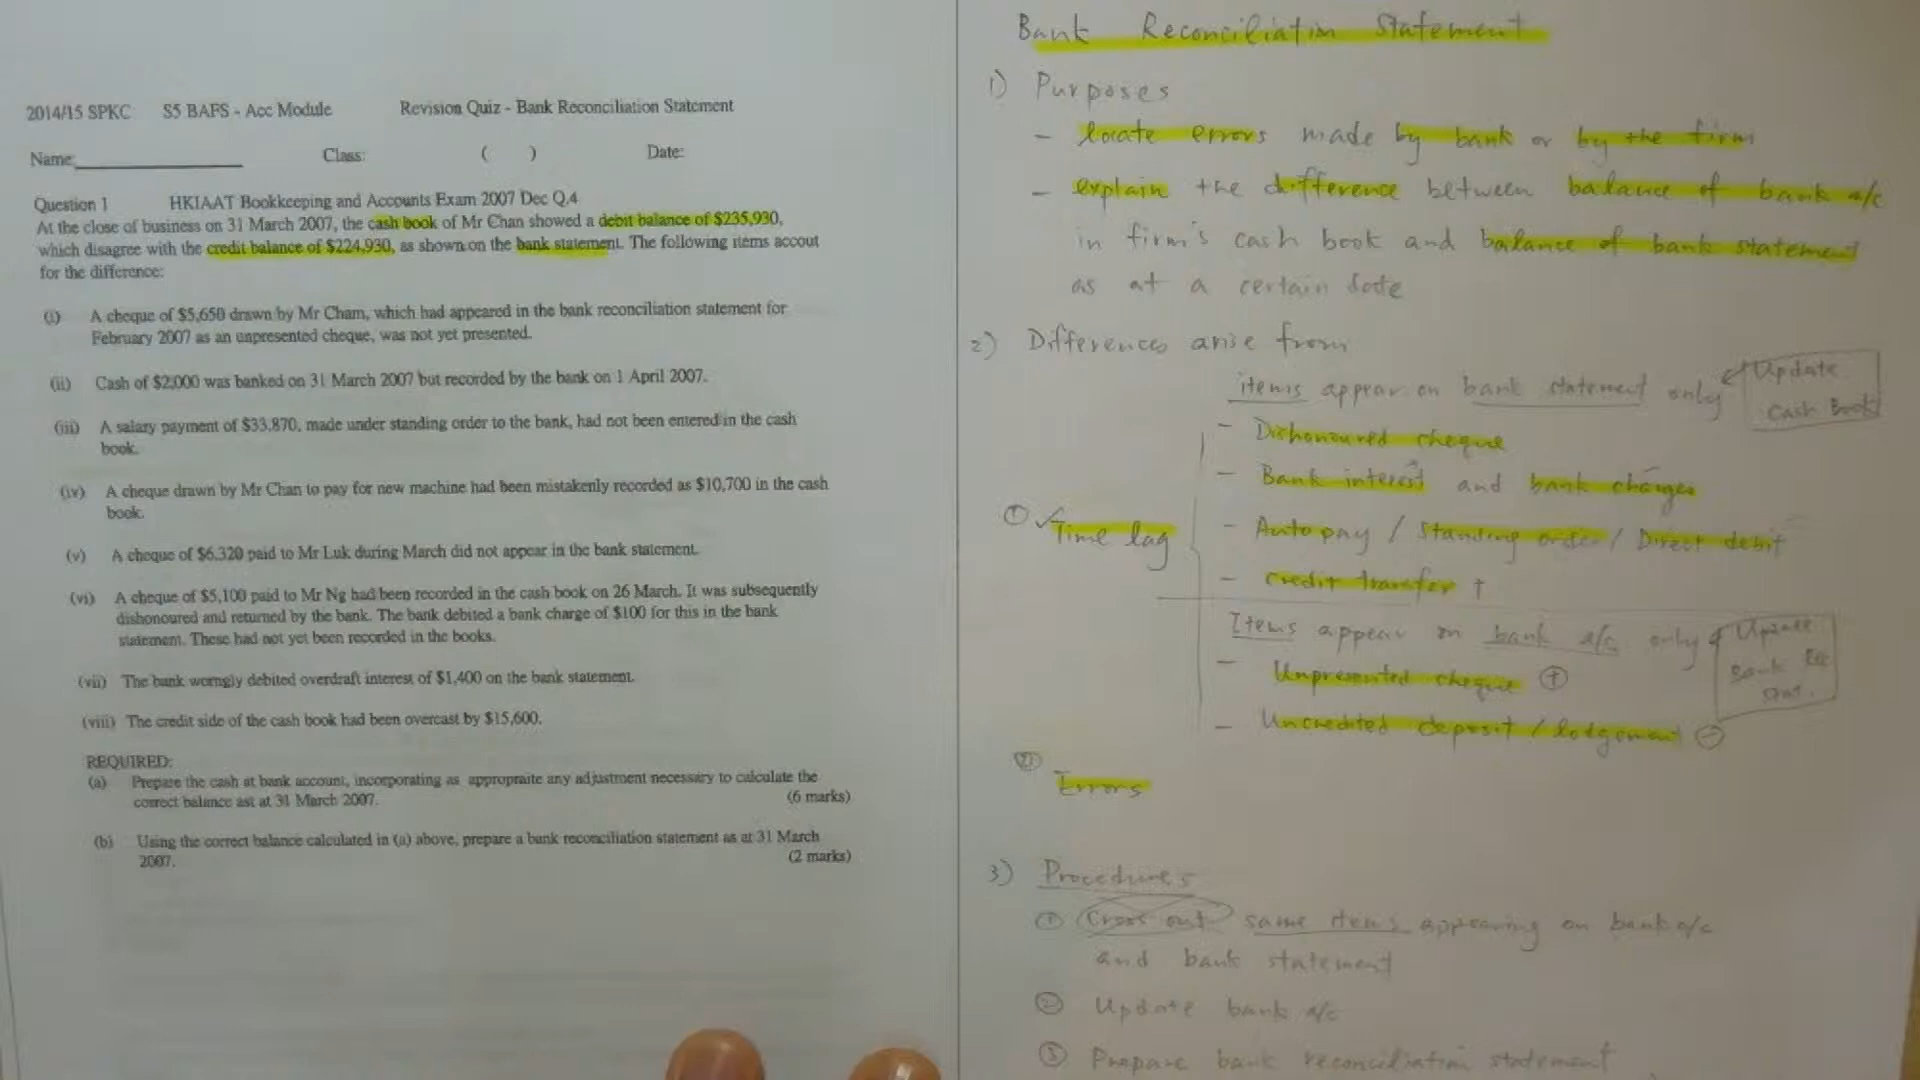 2014/15 SPKC S5 BAFS - Acc Module Revision Quiz - Bank Reconciliation Statement
Name: Class: ( ) Date:
Question 1 HKIAAT Bookkeeping and Accounts Exam 2007 Dec Q.4
At the close of business on 31 March 2007, the cash book of Mr Chan showed a debit balance of $235,930,
which disagree with the credit balance of $224,930, as shown on the bank statement. The following items accout
for the difference:
(i) A cheque of $5,650 drawn by Mr Cham, which had appeared in the bank reconciliation statement for
February 2007 as an unpresented cheque, was not yet presented.
(ii) Cash of $2,000 was banked on 31 March 2007 but recorded by the bank on 1 April 2007.
(iii) A salary payment of $33,870, made under standing order to the bank, had not been entered in the cash
book.
(iv) A cheque drawn by Mr Chan to pay for new machine had been mistakenly recorded as $10,700 in the cash
book.
(v) A cheque of $6,320 paid to Mr Luk during March did not appear in the bank statement.
(vi) A cheque of $5,100 paid to Mr Ng had been recorded in the cash book on 26 March. It was subsequently
dishonoured and returned by the bank. The bank debited a bank charge of $100 for this in the bank
statement. These had not yet been recorded in the books.
(vii) The bank worngly debited overdraft interest of $1,400 on the bank statement.
(viii) The credit side of the cash book had been overcast by $15,600.
REQUIRED:
(a) Prepare the cash at bank account, incorporating as appropraite any adjustment necessary to calculate the
correct balance ast at 31 March 2007. (6 marks)
(b) Using the correct balance calculated in (a) above, prepare a bank reconciliation statement as at 31 March
2007. (2 marks)
Bank Reconciliation Statement
1) Purposes
- locate errors made by bank or by the firm
- explain the difference between balance of bank a/c
in firm's cash book and balance of bank statement
as at a certain date
2) Differences arise from
items appear on bank statement only Update
Cash Book
- Dishonoured cheque
- Bank interest and bank charges
① ✓ Time lag
- Autopay / Standing order / Direct debit
- credit transfer
Items appear on bank a/c only Update
Bank Rec
Stat.
- Unpresented cheque ⊕
- Uncredited deposit / lodgement ⊖
② Errors
3) Procedures
① Cross out same items appearing on bank a/c
and bank statement
② Update bank a/c
③ Prepare bank reconciliation statement